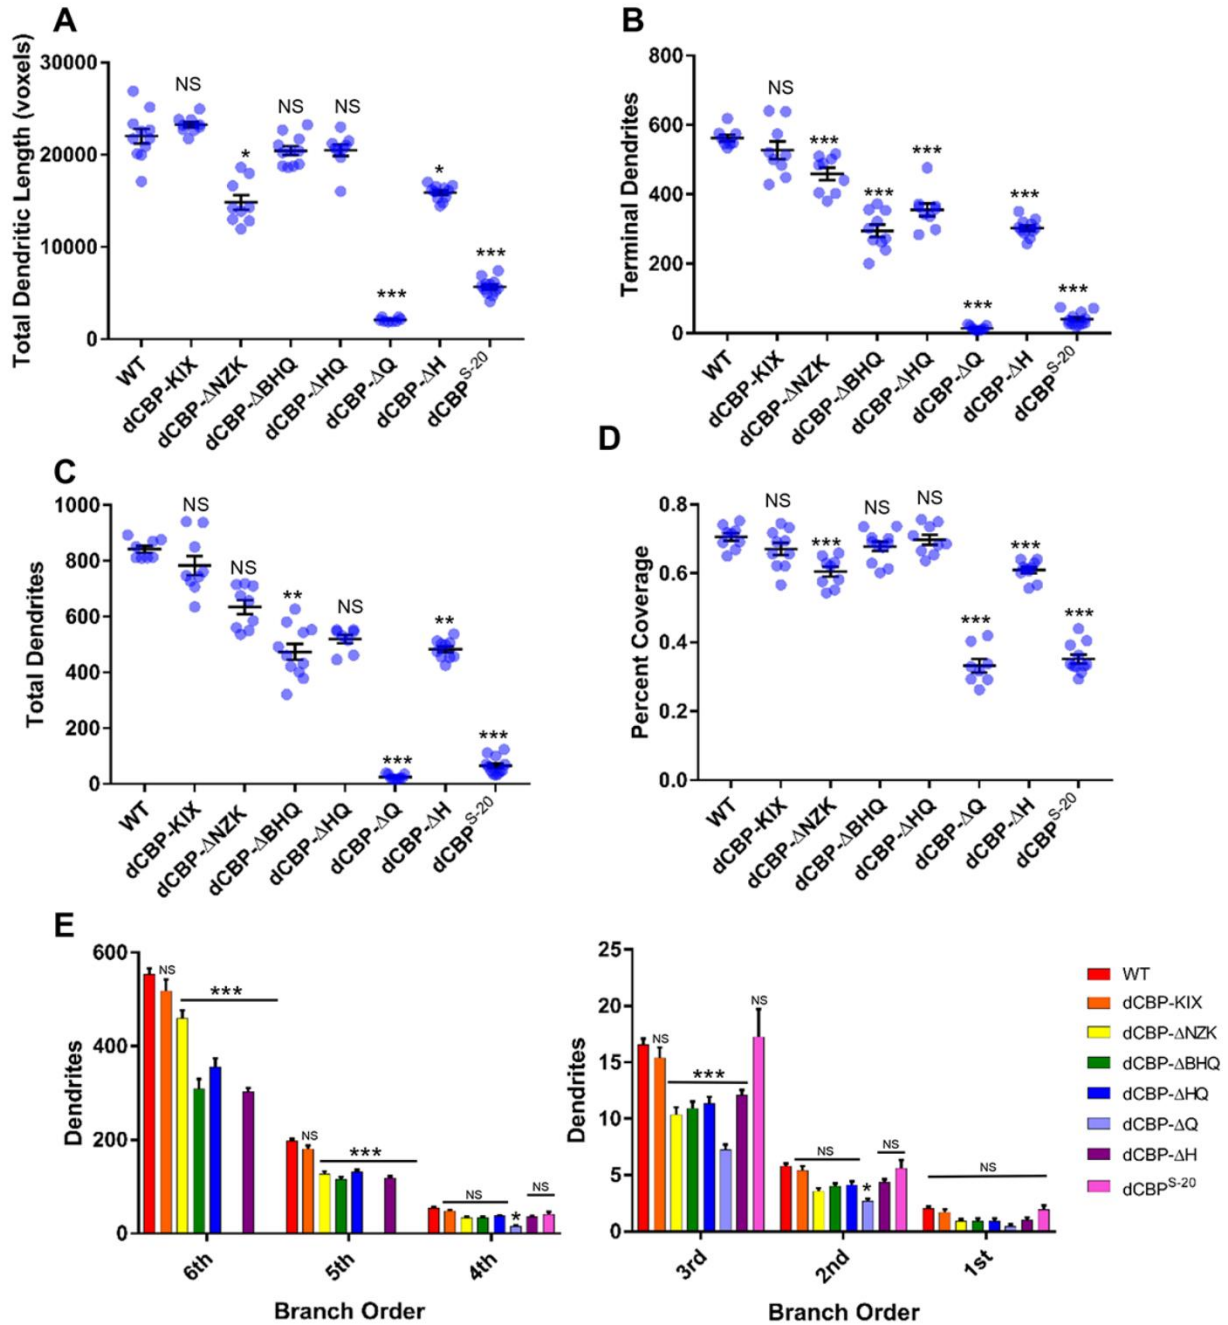 A
Total Dendritic Length (voxels)
30000
20000
10000
0
NS
*
NS
NS
***
*
***
WT
dCBP-KIX
dCBP-ΔNZK
dCBP-ΔBHQ
dCBP-ΔHQ
dCBP-ΔQ
dCBP-ΔH
dCBP^S-20
B
Terminal Dendrites
800
600
400
200
0
NS
***
***
***
***
***
***
WT
dCBP-KIX
dCBP-ΔNZK
dCBP-ΔBHQ
dCBP-ΔHQ
dCBP-ΔQ
dCBP-ΔH
dCBP^S-20
C
Total Dendrites
1000
800
600
400
200
0
NS
NS
**
NS
***
**
***
WT
dCBP-KIX
dCBP-ΔNZK
dCBP-ΔBHQ
dCBP-ΔHQ
dCBP-ΔQ
dCBP-ΔH
dCBP^S-20
D
Percent Coverage
0.8
0.6
0.4
0.2
0.0
NS
***
NS
NS
***
***
***
WT
dCBP-KIX
dCBP-ΔNZK
dCBP-ΔBHQ
dCBP-ΔHQ
dCBP-ΔQ
dCBP-ΔH
dCBP^S-20
E
Dendrites
600
400
200
0
NS
***
NS
***
NS
*
NS
6th
5th
4th
Branch Order
Dendrites
25
20
15
10
5
0
NS
***
NS
NS
*
NS
NS
3rd
2nd
1st
Branch Order
WT
dCBP-KIX
dCBP-ΔNZK
dCBP-ΔBHQ
dCBP-ΔHQ
dCBP-ΔQ
dCBP-ΔH
dCBP^S-20